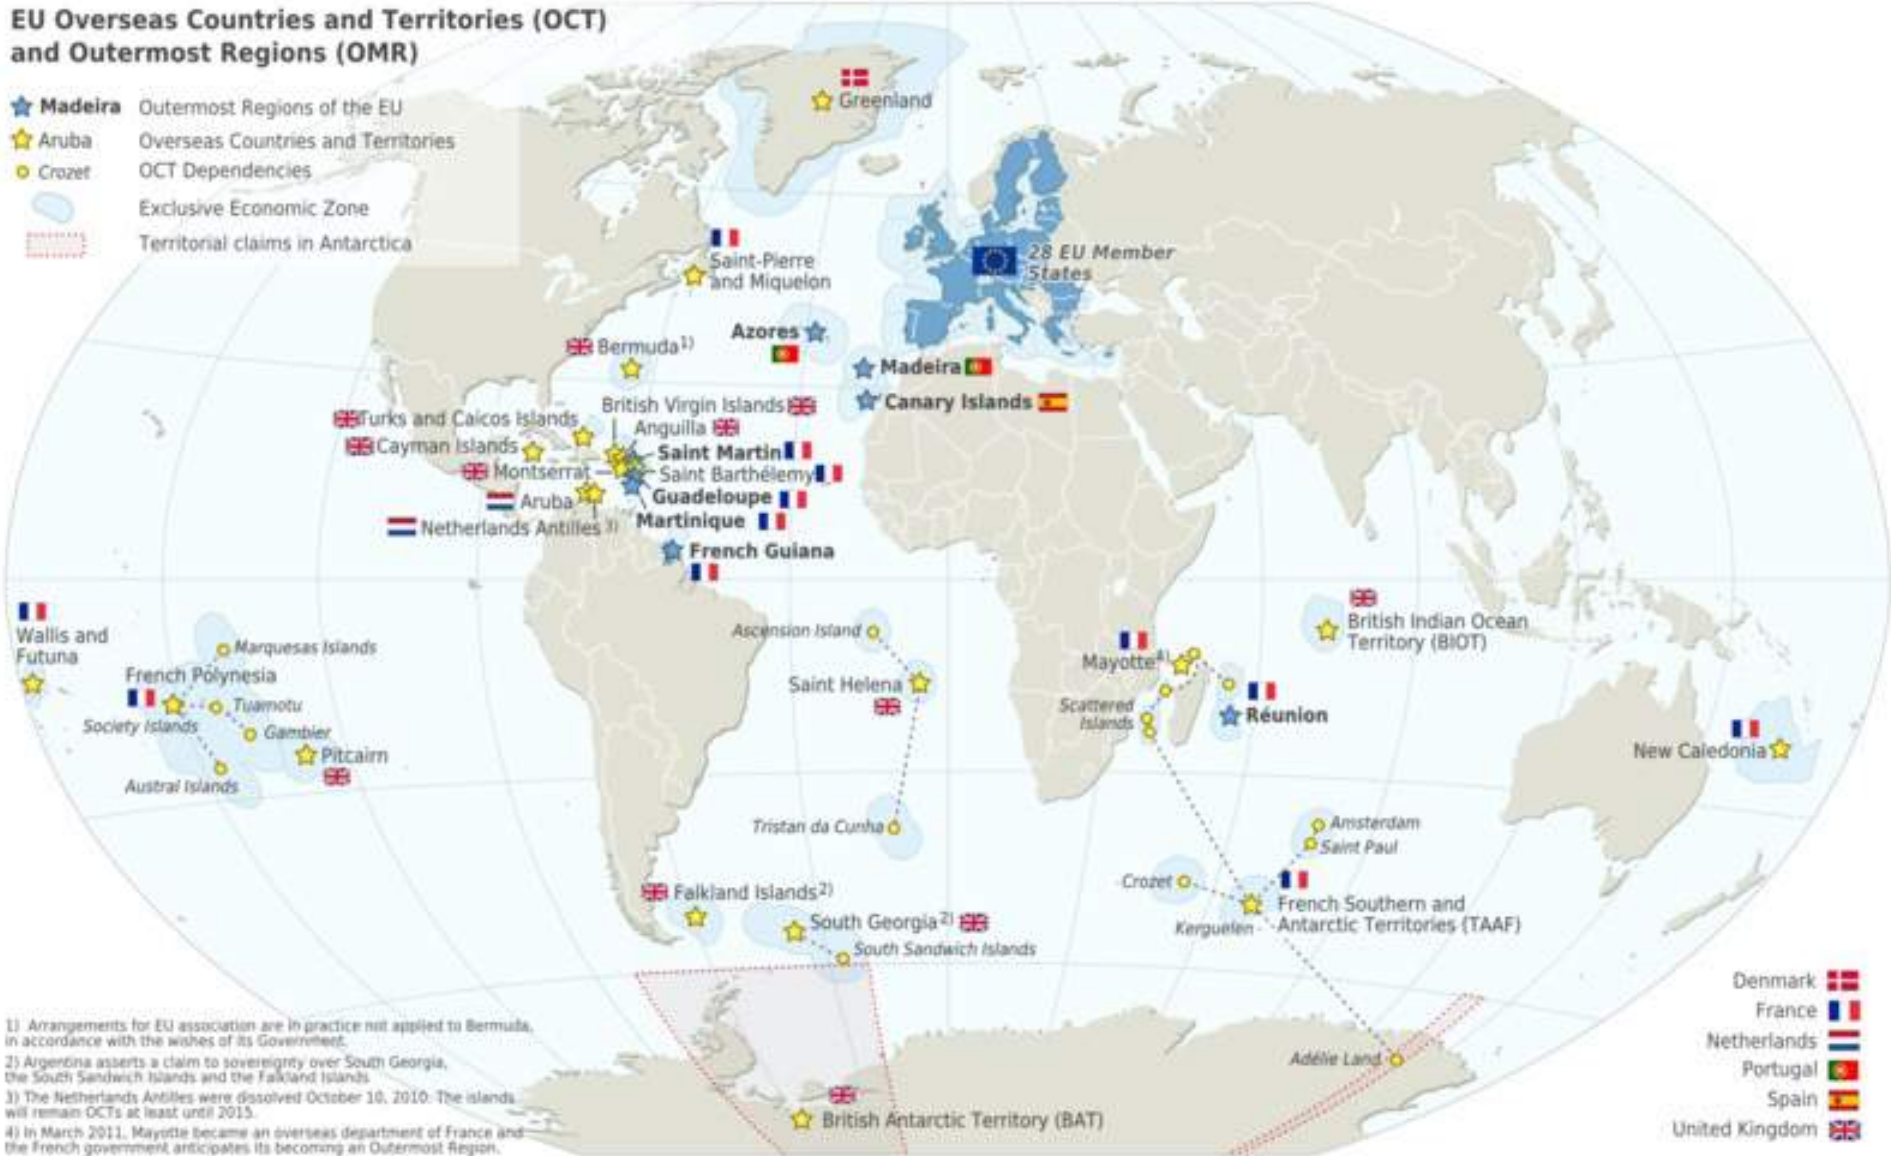 EU Overseas Countries and Territories (OCT)
and Outermost Regions (OMR)
Madeira Outermost Regions of the EU
Aruba Overseas Countries and Territories
Crozet OCT Dependencies
Exclusive Economic Zone
Territorial claims in Antarctica
Greenland
28 EU Member
States
Saint-Pierre
and Miquelon
Azores
Bermuda 1)
Madeira
Canary Islands
British Virgin Islands
Turks and Caicos Islands
Anguilla
Cayman Islands
Saint Martin
Montserrat
Saint Barthélemy
Aruba
Guadeloupe
Netherlands Antilles 3)
Martinique
French Guiana
Wallis and
Futuna
Marquesas Islands
French Polynesia
Tuamotu
Society Islands
Gambier
Pitcairn
Austral Islands
Ascension Island
Saint Helena
Tristan da Cunha
British Indian Ocean
Territory (BIOT)
Mayotte 4)
Scattered
Islands
Réunion
New Caledonia
Amsterdam
Saint Paul
Crozet
Kerguelen
French Southern and
Antarctic Territories (TAAF)
Falkland Islands 2)
South Georgia 2)
South Sandwich Islands
Adélie Land
British Antarctic Territory (BAT)
1) Arrangements for EU association are in practice not applied to Bermuda,
in accordance with the wishes of its Government.
2) Argentina asserts a claim to sovereignty over South Georgia,
the South Sandwich Islands and the Falkland Islands
3) The Netherlands Antilles were dissolved October 10, 2010. The islands
will remain OCTs at least until 2015.
4) In March 2011, Mayotte became an overseas department of France and
the French government anticipates its becoming an Outermost Region.
Denmark
France
Netherlands
Portugal
Spain
United Kingdom